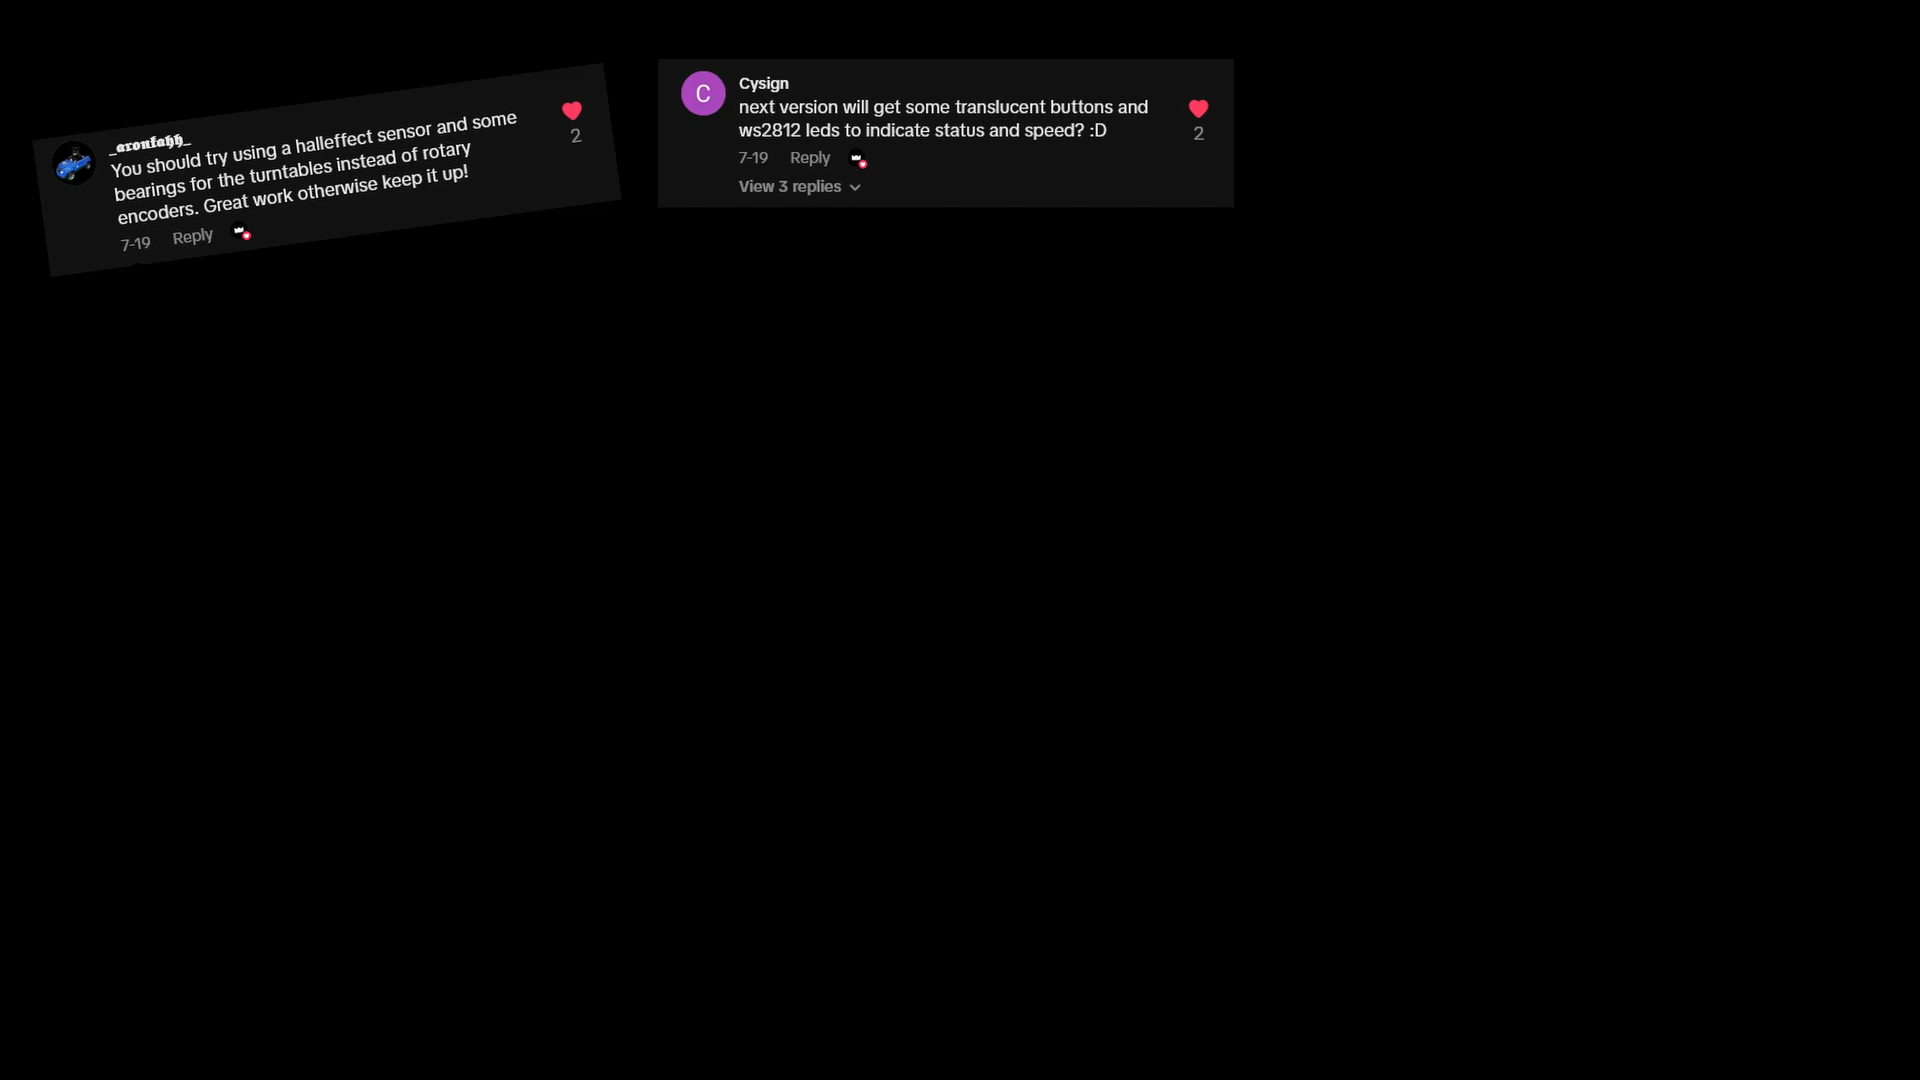 _𝖆𝖗𝖔𝖓𝖋𝖆𝖍𝖍_
You should try using a halleffect sensor and some
bearings for the turntables instead of rotary
encoders. Great work otherwise keep it up!
7-19 Reply
2
C
Cysign
next version will get some translucent buttons and
ws2812 leds to indicate status and speed? :D
7-19 Reply
2
View 3 replies